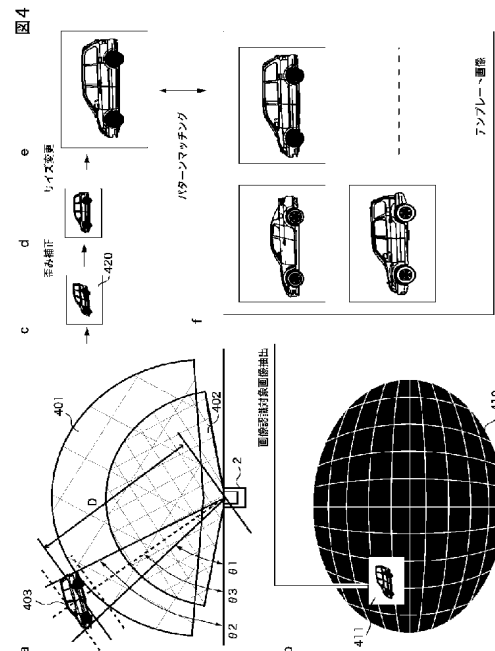 図4
a
401
402
403
D
2
θ1
θ3
θ2
b
410
411
画像認識対象画像抽出
c
420
歪み補正
d
サイズ変更
e
パターンマッチング
f
テンプレート画像